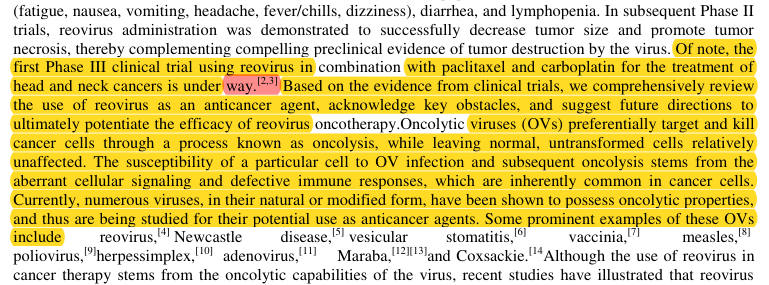 (fatigue, nausea, vomiting, headache, fever/chills, dizziness), diarrhea, and lymphopenia. In subsequent Phase II
trials, reovirus administration was demonstrated to successfully decrease tumor size and promote tumor
necrosis, thereby complementing compelling preclinical evidence of tumor destruction by the virus. Of note, the
first Phase III clinical trial using reovirus in combination with paclitaxel and carboplatin for the treatment of
head and neck cancers is under way.[2,3] Based on the evidence from clinical trials, we comprehensively review
the use of reovirus as an anticancer agent, acknowledge key obstacles, and suggest future directions to
ultimately potentiate the efficacy of reovirus oncotherapy.Oncolytic viruses (OVs) preferentially target and kill
cancer cells through a process known as oncolysis, while leaving normal, untransformed cells relatively
unaffected. The susceptibility of a particular cell to OV infection and subsequent oncolysis stems from the
aberrant cellular signaling and defective immune responses, which are inherently common in cancer cells.
Currently, numerous viruses, in their natural or modified form, have been shown to possess oncolytic properties,
and thus are being studied for their potential use as anticancer agents. Some prominent examples of these OVs
include reovirus,[4] Newcastle disease,[5] vesicular stomatitis,[6] vaccinia,[7] measles,[8]
poliovirus,[9]herpessimplex,[10] adenovirus,[11] Maraba,[12][13]and Coxsackie.[14Although the use of reovirus in
cancer therapy stems from the oncolytic capabilities of the virus, recent studies have illustrated that reovirus